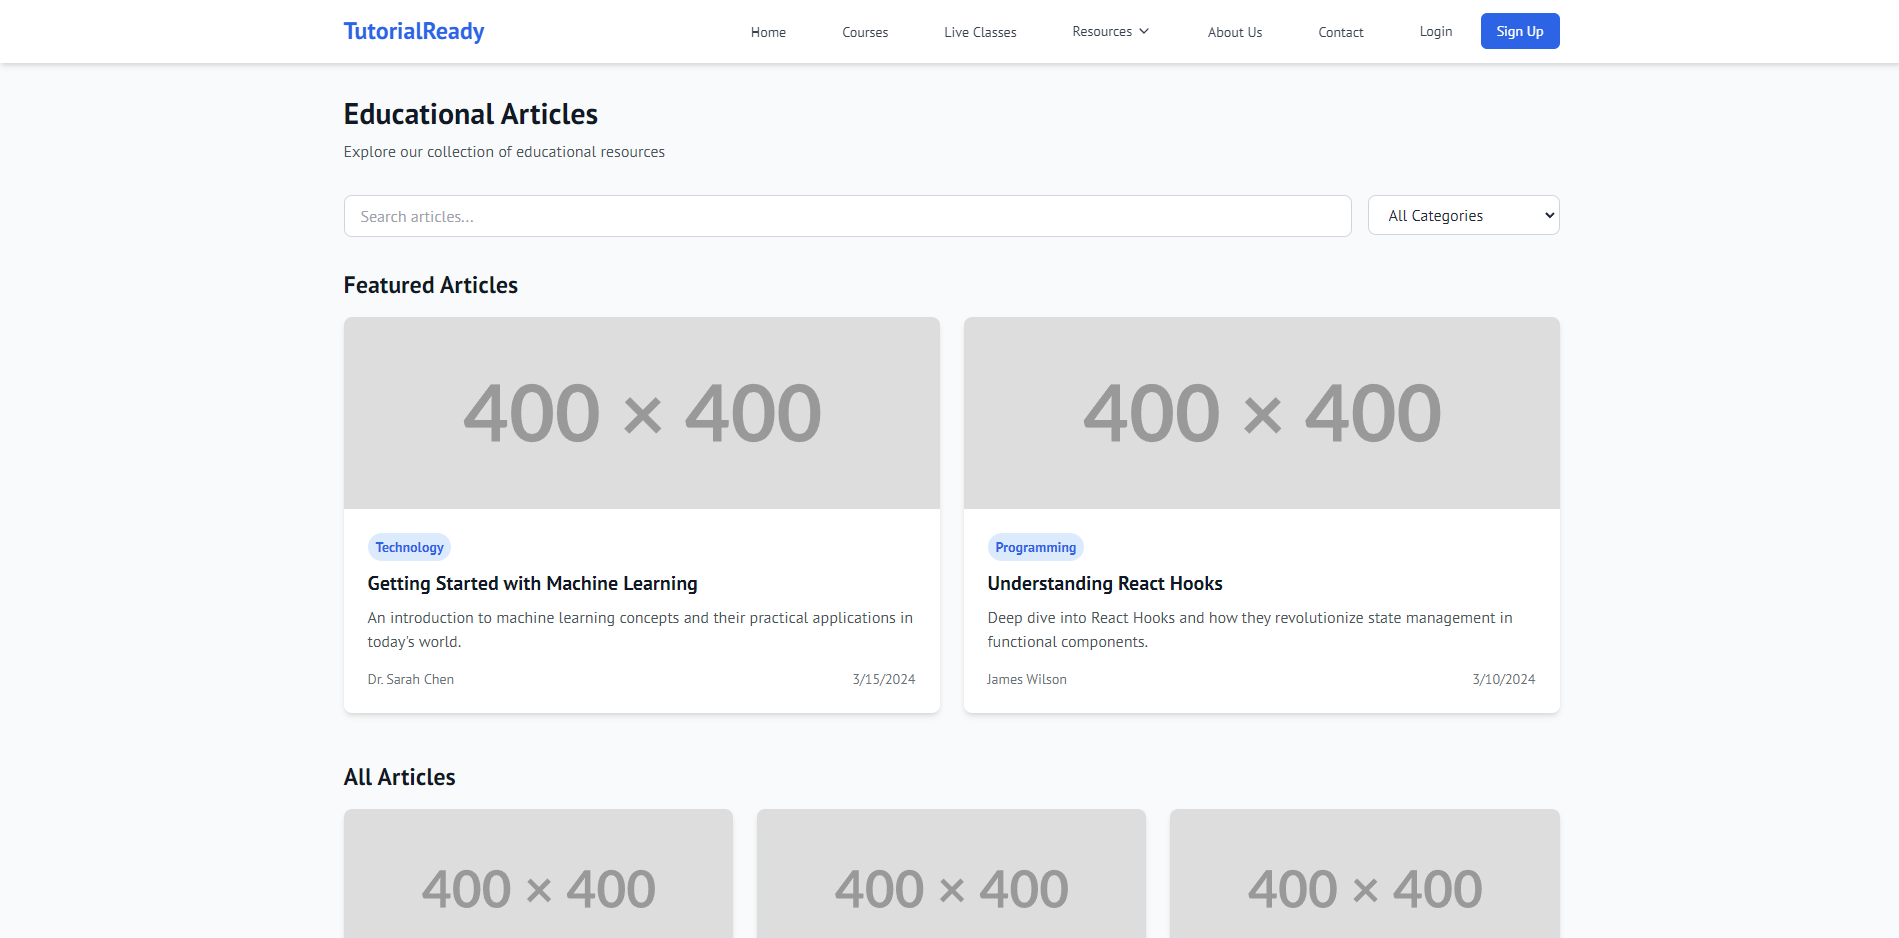 TutorialReady
Home
Courses
Live Classes
Resources
About Us
Contact
Login
Sign Up
Educational Articles
Explore our collection of educational resources
Search articles...
All Categories
Featured Articles
400 × 400
400 × 400
Technology
Getting Started with Machine Learning
An introduction to machine learning concepts and their practical applications in
today's world.
Dr. Sarah Chen
3/15/2024
Programming
Understanding React Hooks
Deep dive into React Hooks and how they revolutionize state management in
functional components.
James Wilson
3/10/2024
All Articles
400 × 400
400 × 400
400 × 400